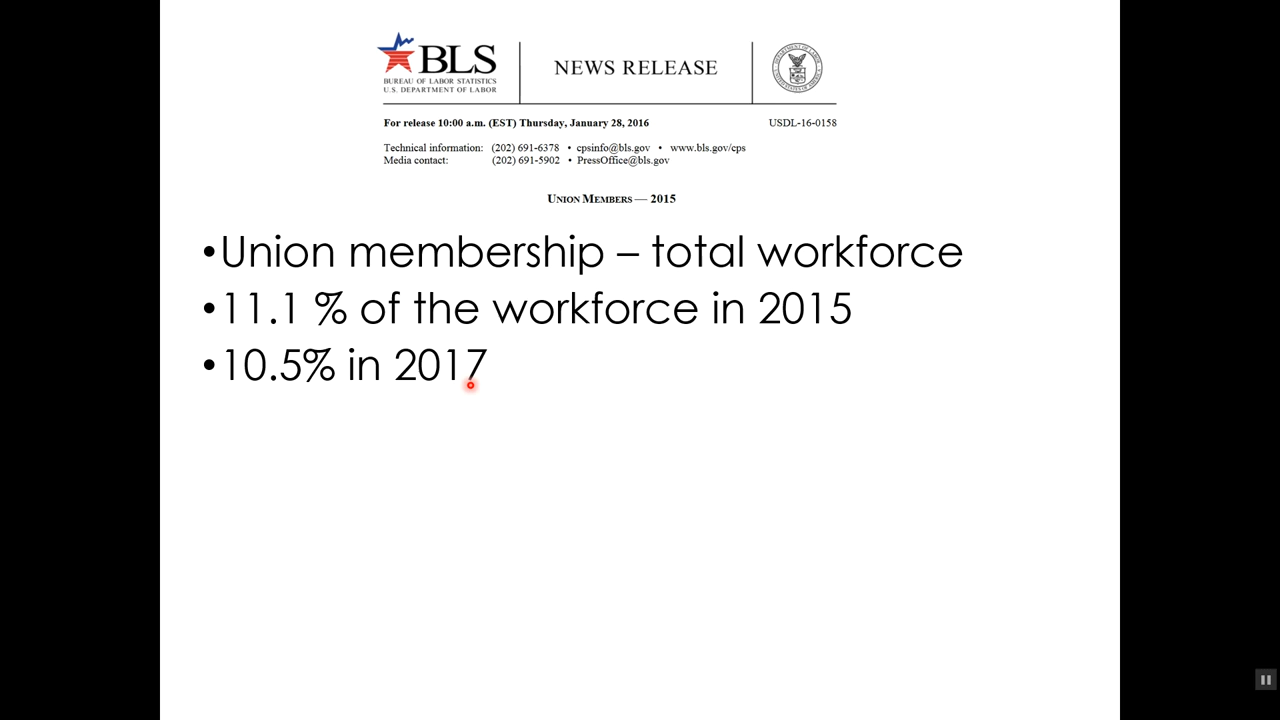 BLS
BUREAU OF LABOR STATISTICS
U.S. DEPARTMENT OF LABOR
NEWS RELEASE
For release 10:00 a.m. (EST) Thursday, January 28, 2016 USDL-16-0158
Technical information: (202) 691-6378 • cpsinfo@bls.gov • www.bls.gov/cps
Media contact: (202) 691-5902 • PressOffice@bls.gov
UNION MEMBERS — 2015
•Union membership – total workforce
•11.1 % of the workforce in 2015
•10.5% in 2017